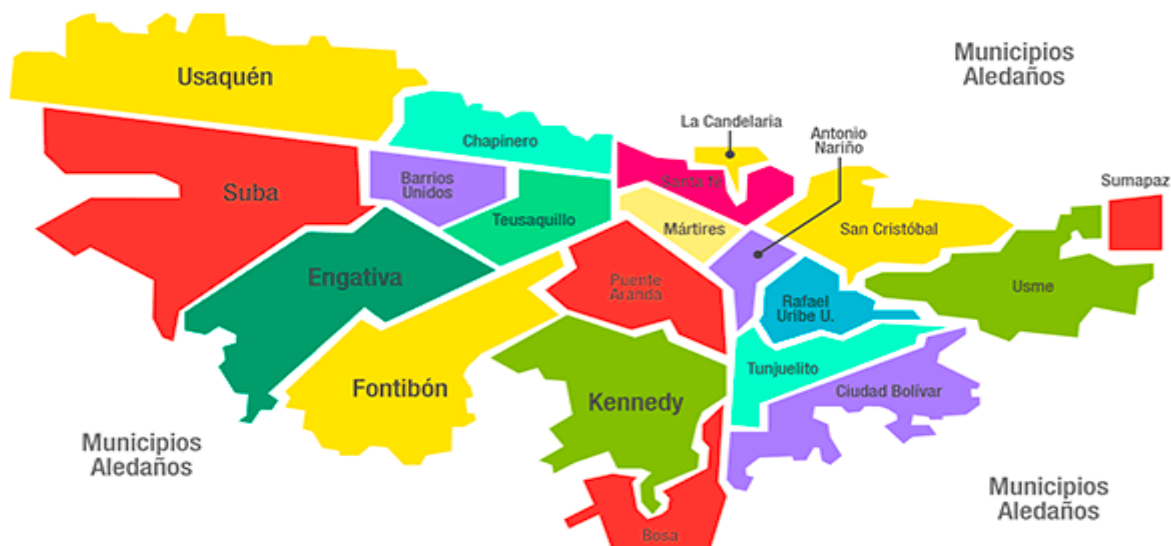 Usaquén
Municipios
Aledaños
Chapinero
La Candelaria
Antonio
Nariño
Suba
Barrios
Unidos
Santa fe
Sumapaz
Teusaquillo
Mártires
San Cristóbal
Engativa
Puente
Aranda
Rafael
Uribe U.
Usme
Fontibón
Kennedy
Tunjuelito
Ciudad Bolívar
Municipios
Aledaños
Municipios
Aledaños
Bosa